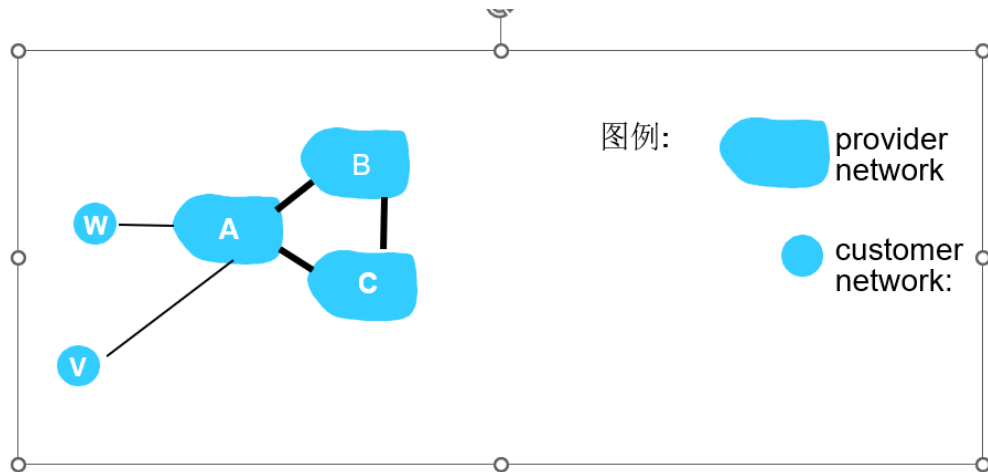 B
W
A
C
V
图例:
provider
network
customer
network: